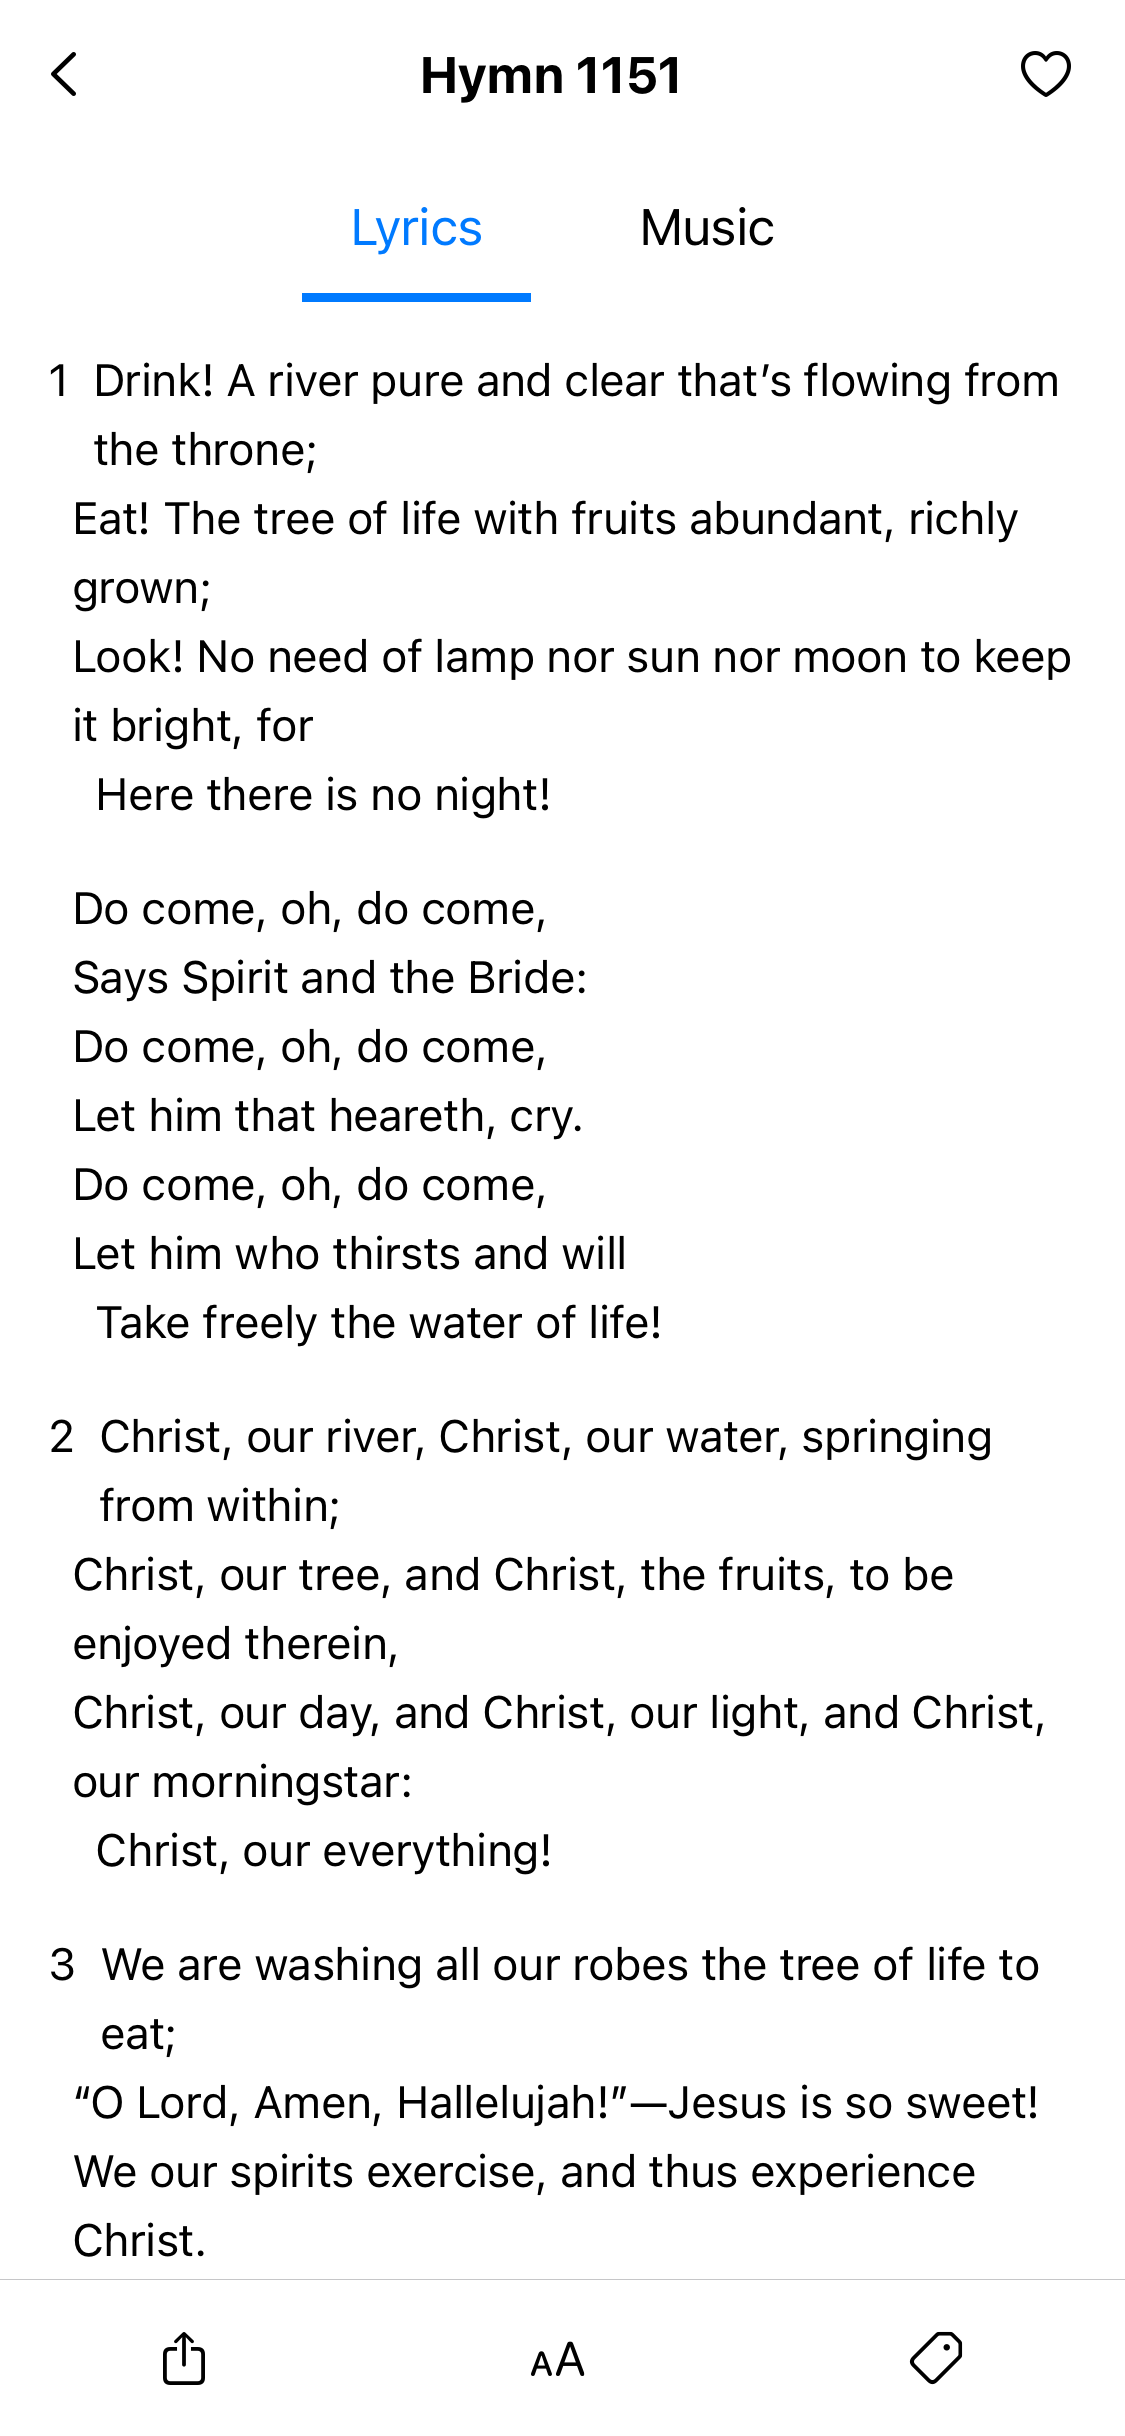 Hymn 1151
Lyrics Music
1 Drink! A river pure and clear that’s flowing from
the throne;
Eat! The tree of life with fruits abundant, richly
grown;
Look! No need of lamp nor sun nor moon to keep
it bright, for
Here there is no night!
Do come, oh, do come,
Says Spirit and the Bride:
Do come, oh, do come,
Let him that heareth, cry.
Do come, oh, do come,
Let him who thirsts and will
Take freely the water of life!
2 Christ, our river, Christ, our water, springing
from within;
Christ, our tree, and Christ, the fruits, to be
enjoyed therein,
Christ, our day, and Christ, our light, and Christ,
our morningstar:
Christ, our everything!
3 We are washing all our robes the tree of life to
eat;
“O Lord, Amen, Hallelujah!”—Jesus is so sweet!
We our spirits exercise, and thus experience
Christ.
AA